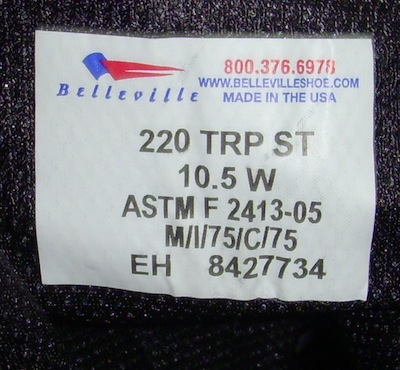 Belleville
800.376.6978
WWW.BELLEVILLESHOE.COM
MADE IN THE USA
220 TRP ST
10.5 W
ASTM F 2413-05
M/I/75/C/75
EH 8427734